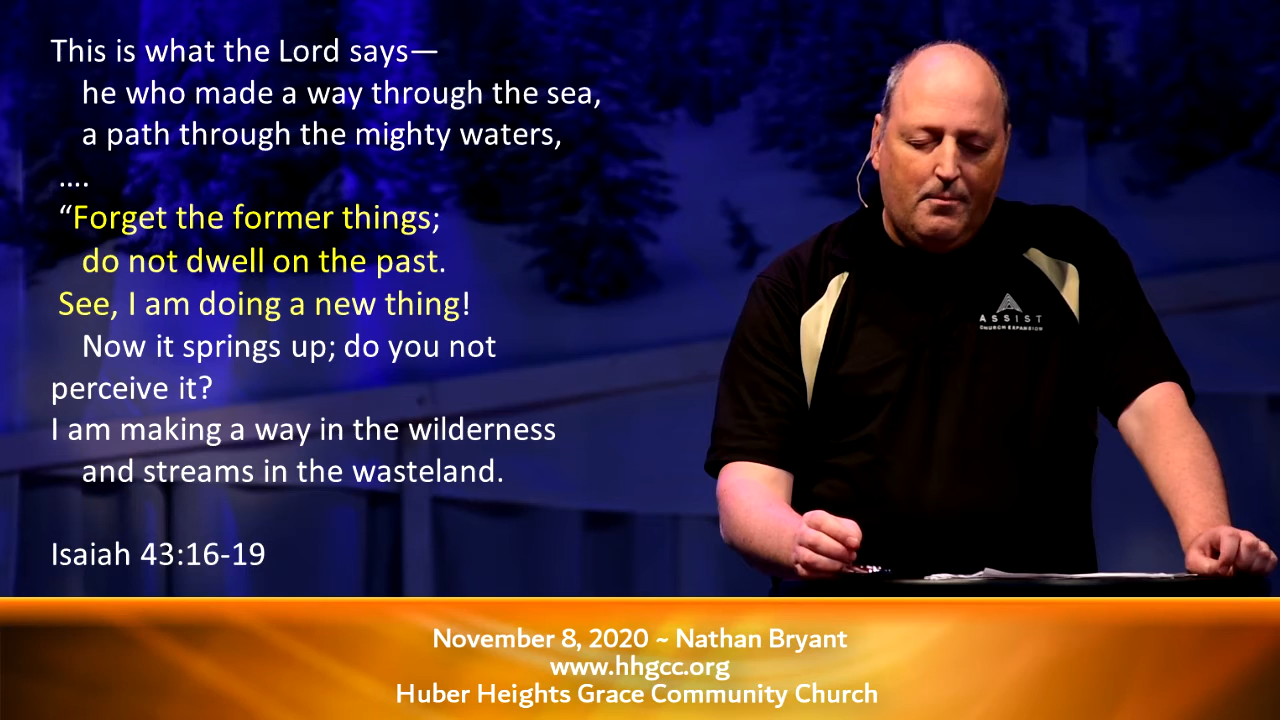 This is what the Lord says—
he who made a way through the sea,
a path through the mighty waters,
....
“Forget the former things;
do not dwell on the past.
See, I am doing a new thing!
Now it springs up; do you not
perceive it?
I am making a way in the wilderness
and streams in the wasteland.
Isaiah 43:16-19
ASSIST
CHURCH EXPANSION
November 8, 2020 ~ Nathan Bryant
www.hhgcc.org
Huber Heights Grace Community Church